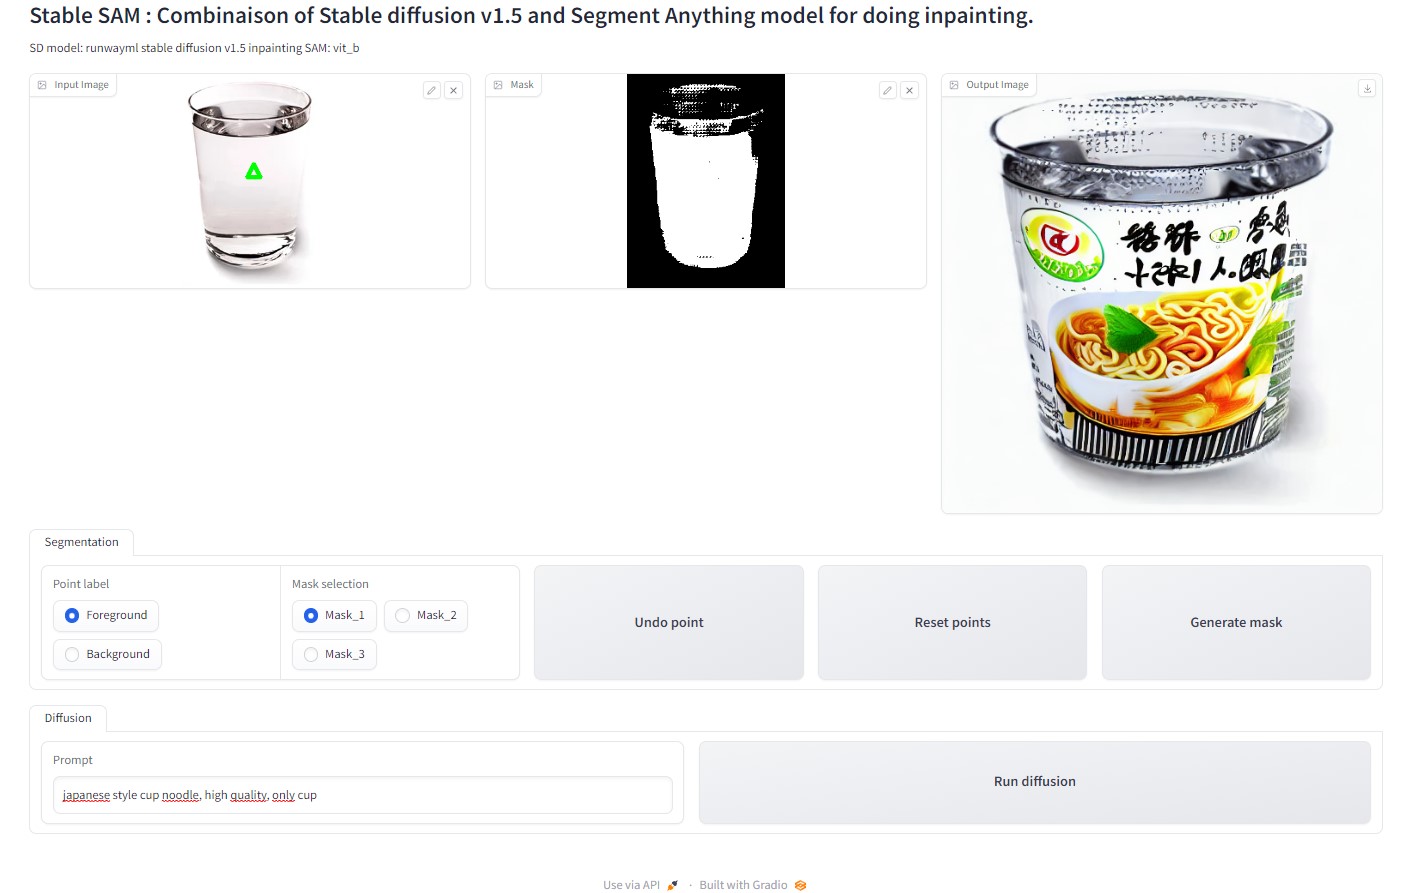 Stable SAM : Combinaison of Stable diffusion v1.5 and Segment Anything model for doing inpainting.
SD model: runwayml stable diffusion v1.5 inpainting SAM: vit_b
Input Image
Mask
Output Image
Segmentation
Point label
Foreground
Background
Mask selection
Mask_1
Mask_2
Mask_3
Undo point
Reset points
Generate mask
Diffusion
Prompt
japanese style cup noodle, high quality, only cup
Run diffusion
Use via API
·
Built with Gradio